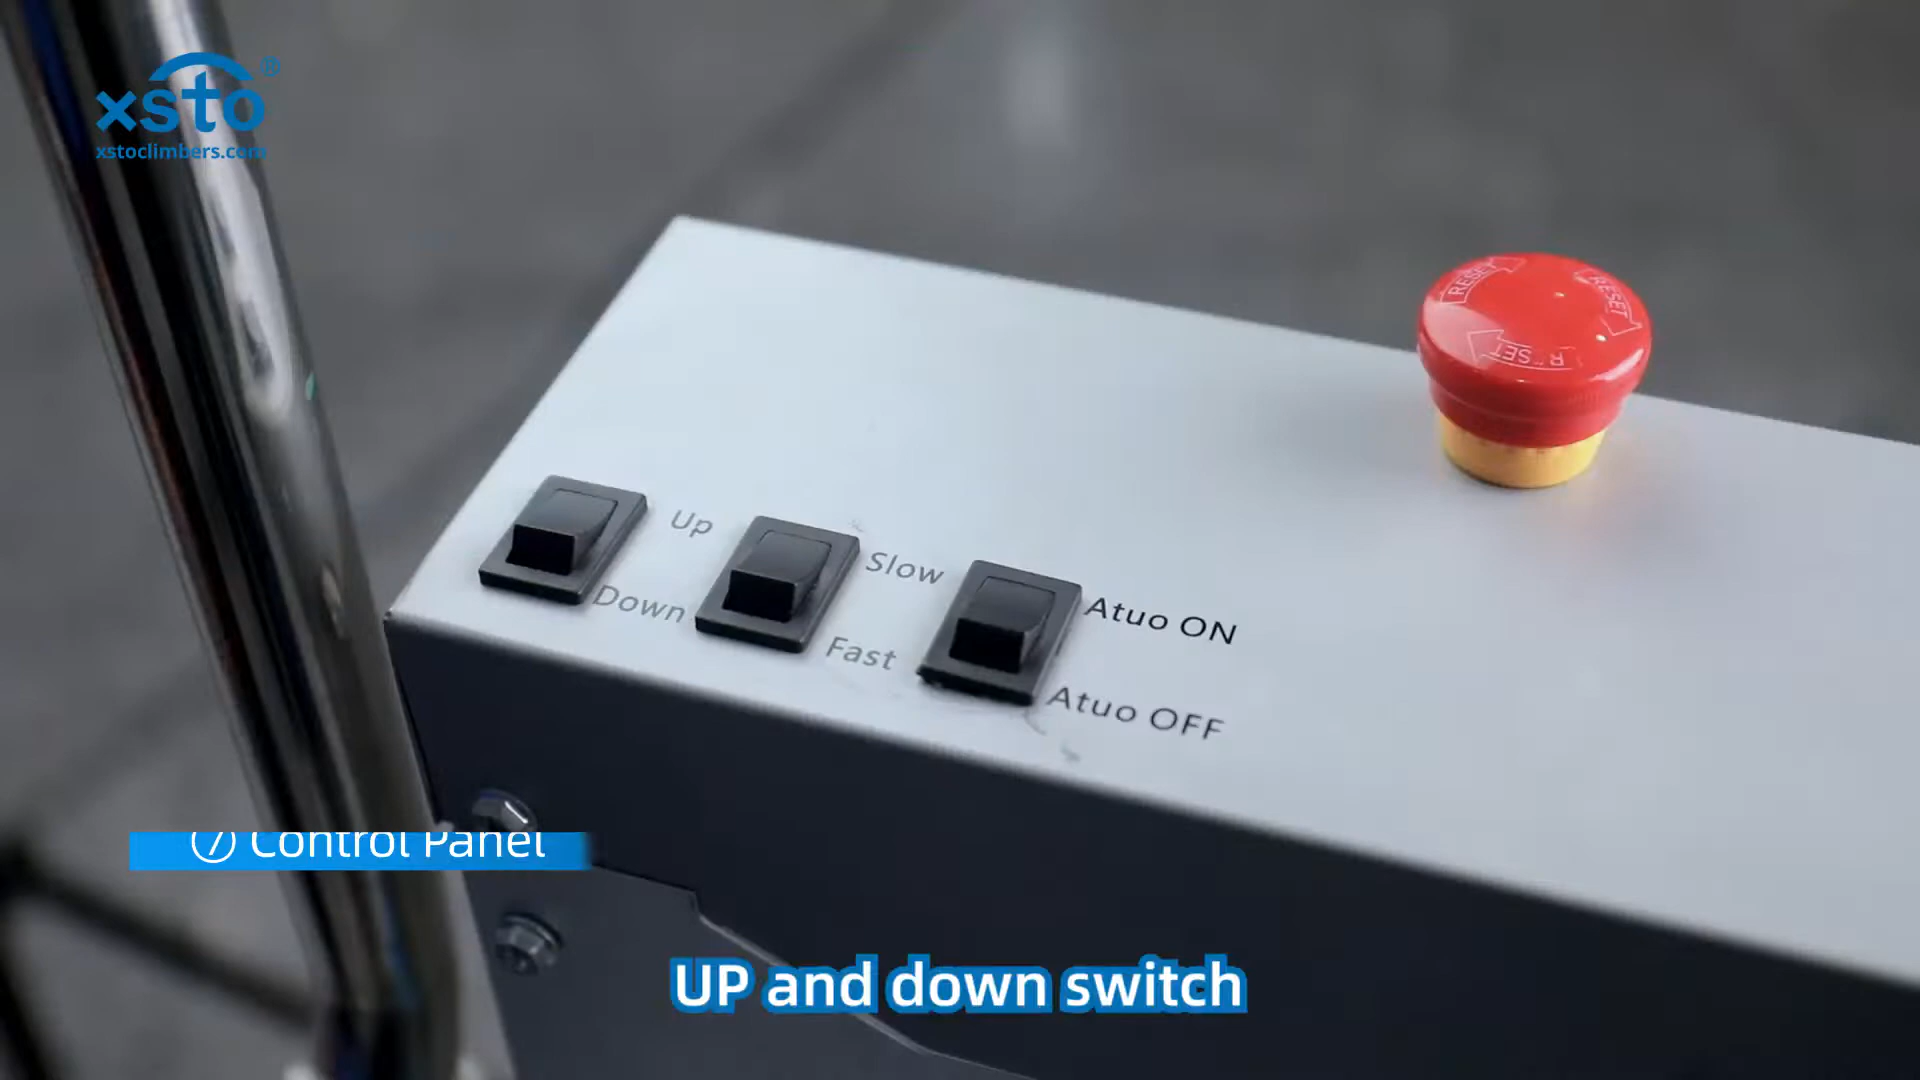 xsto®
xstoclimbers.com
RESET
RESET
RESET
Up
Down
Slow
Fast
Atuo ON
Atuo OFF
⑦ Control Panel
UP and down switch